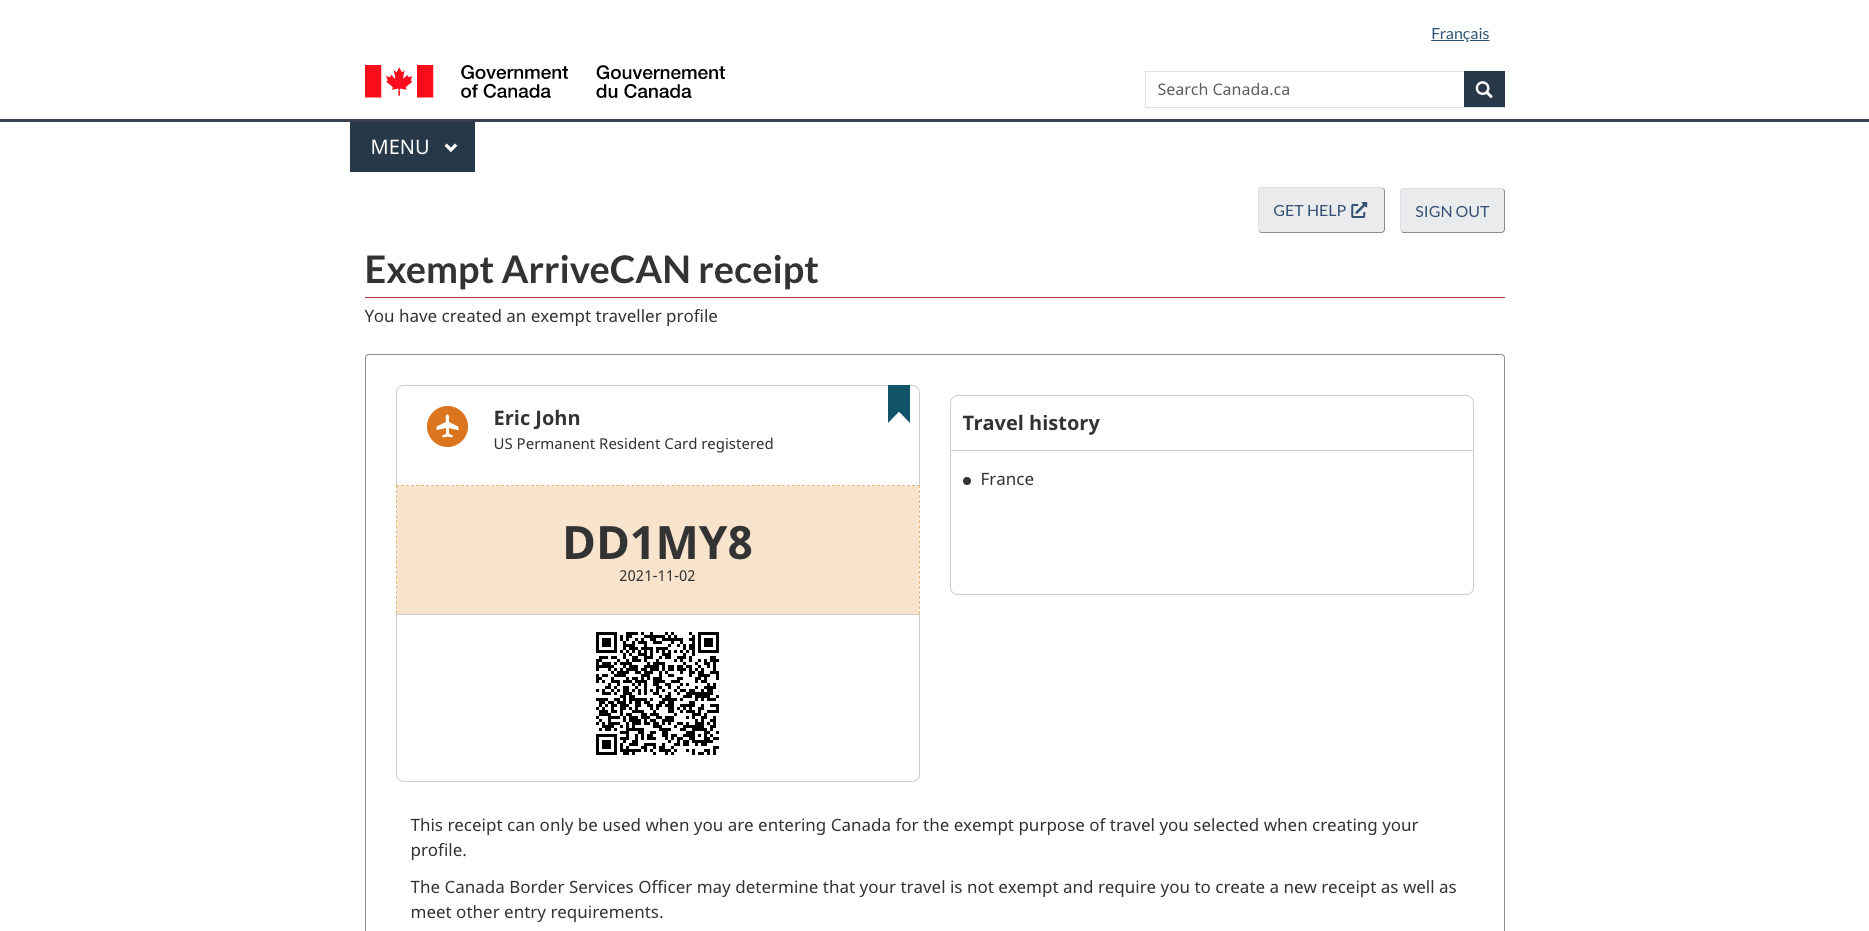 Français
Government
of Canada
Gouvernement
du Canada
Search Canada.ca
MENU
GET HELP
SIGN OUT
Exempt ArriveCAN receipt
You have created an exempt traveller profile
Eric John
US Permanent Resident Card registered
DD1MY8
2021-11-02
Travel history
France
This receipt can only be used when you are entering Canada for the exempt purpose of travel you selected when creating your
profile.
The Canada Border Services Officer may determine that your travel is not exempt and require you to create a new receipt as well as
meet other entry requirements.